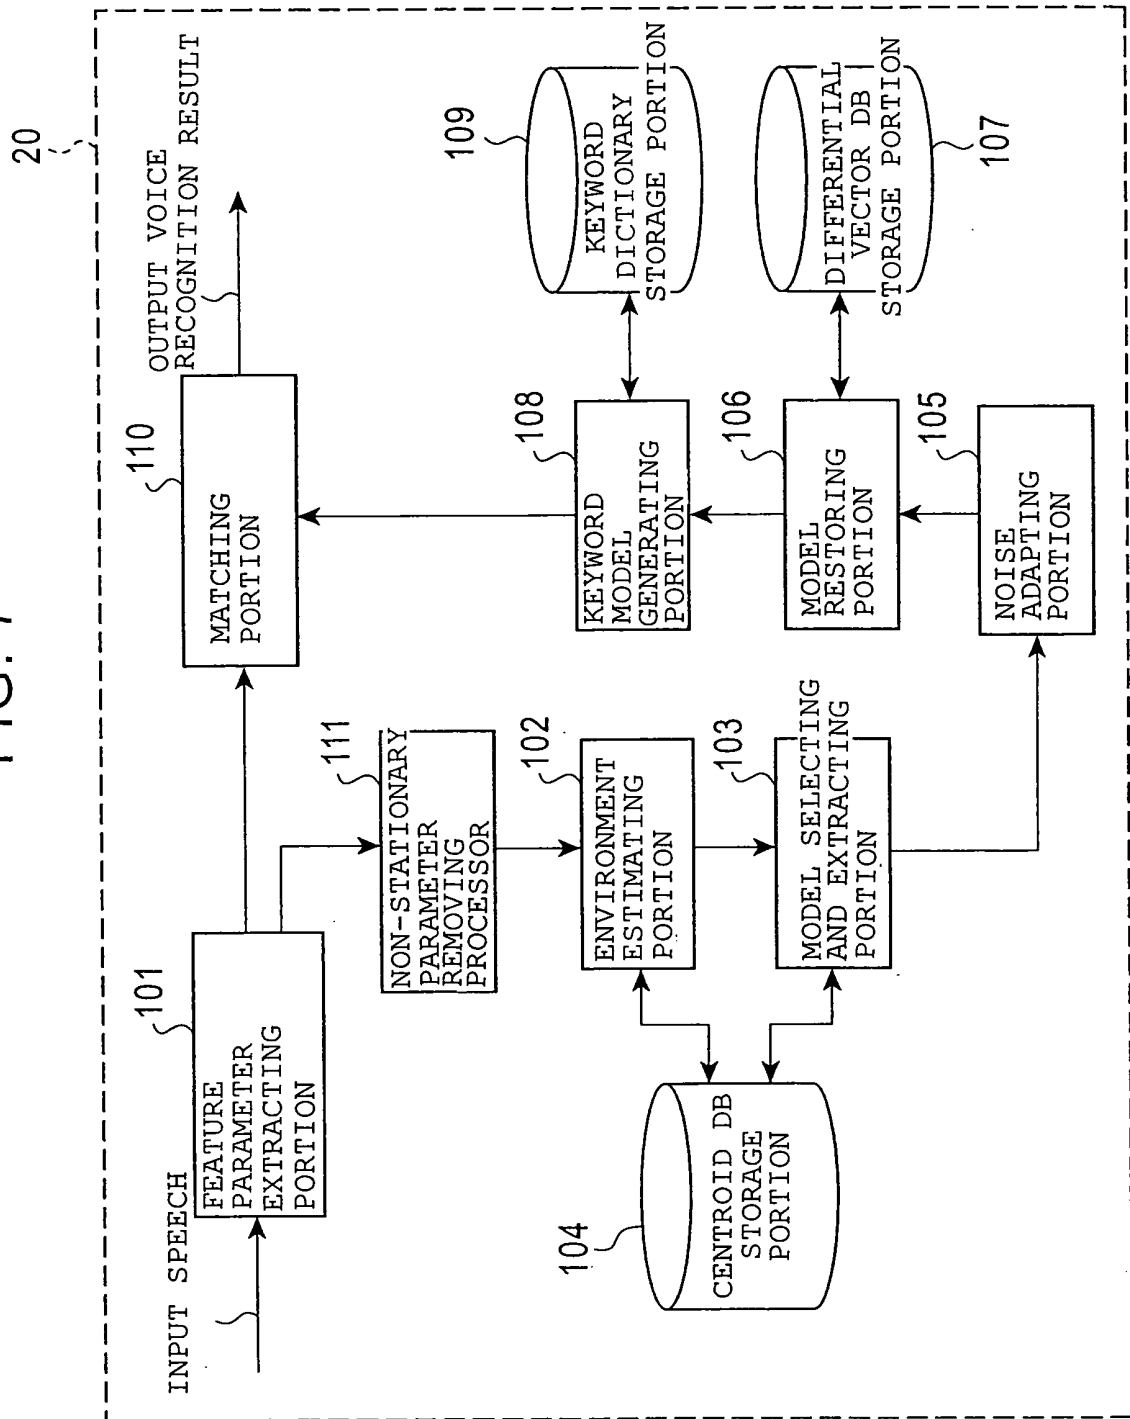 20
INPUT SPEECH
101
FEATURE
PARAMETER
EXTRACTING
PORTION
110
MATCHING
PORTION
OUTPUT VOICE
RECOGNITION RESULT
111
NON-STATIONARY
PARAMETER
REMOVING
PROCESSOR
102
ENVIRONMENT
ESTIMATING
PORTION
103
MODEL SELECTING
AND EXTRACTING
PORTION
104
CENTROID DB
STORAGE
PORTION
108
KEYWORD
MODEL
GENERATING
PORTION
109
KEYWORD
DICTIONARY
STORAGE PORTION
106
MODEL
RESTORING
PORTION
DIFFERENTIAL
VECTOR DB
STORAGE PORTION
107
105
NOISE
ADAPTING
PORTION